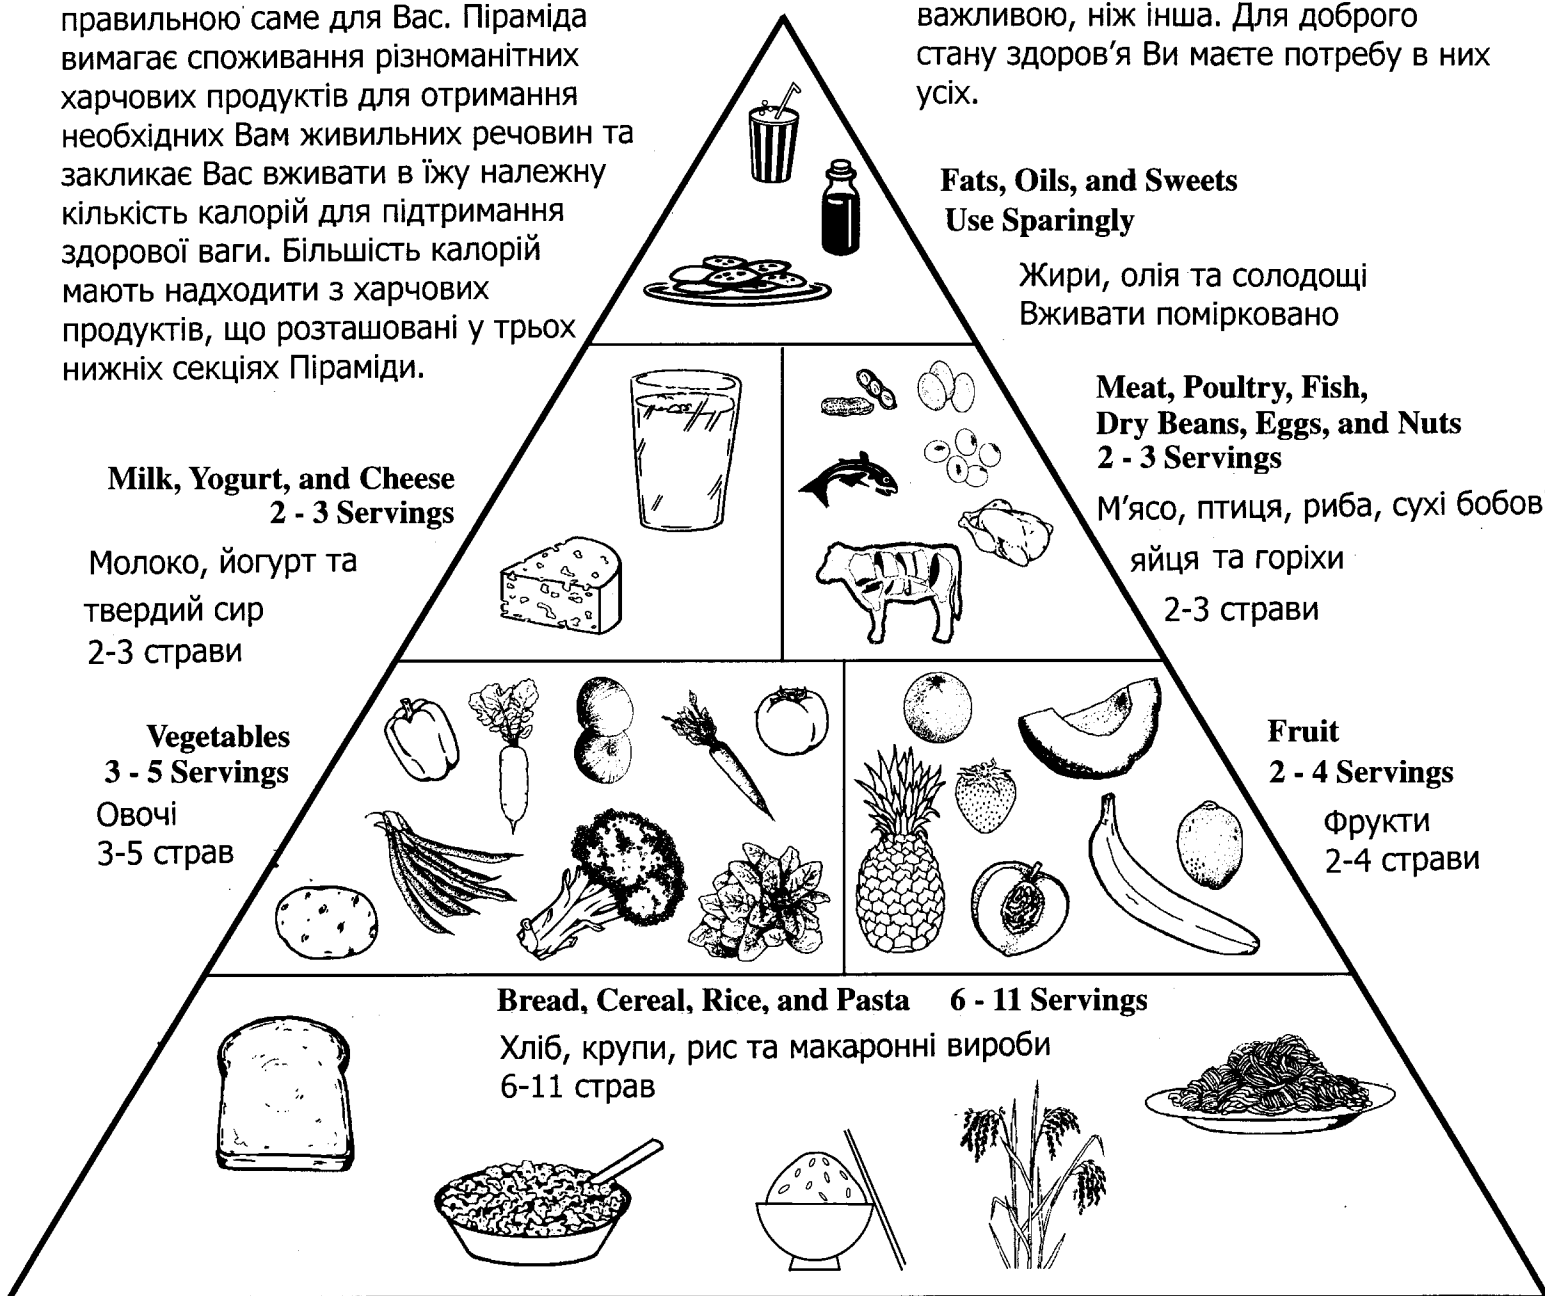 правильною саме для Вас. Піраміда
вимагає споживання різноманітних
харчових продуктів для отримання
необхідних Вам живильних речовин та
закликає Вас вживати в їжу належну
кількість калорій для підтримання
здорової ваги. Більшість калорій
мають надходити з харчових
продуктів, що розташовані у трьох
нижніх секціях Піраміди.
важливою, ніж інша. Для доброго
стану здоров'я Ви маєте потребу в них
усіх.
Fats, Oils, and Sweets
Use Sparingly
Жири, олія та солодощі
Вживати помірковано
Milk, Yogurt, and Cheese
2 - 3 Servings
Молоко, йогурт та
твердий сир
2-3 страви
Meat, Poultry, Fish,
Dry Beans, Eggs, and Nuts
2 - 3 Servings
М'ясо, птиця, риба, сухі бобов
яйця та горіхи
2-3 страви
Vegetables
3 - 5 Servings
Овочі
3-5 страв
Fruit
2 - 4 Servings
Фрукти
2-4 страви
Bread, Cereal, Rice, and Pasta 6 - 11 Servings
Хліб, крупи, рис та макаронні вироби
6-11 страв